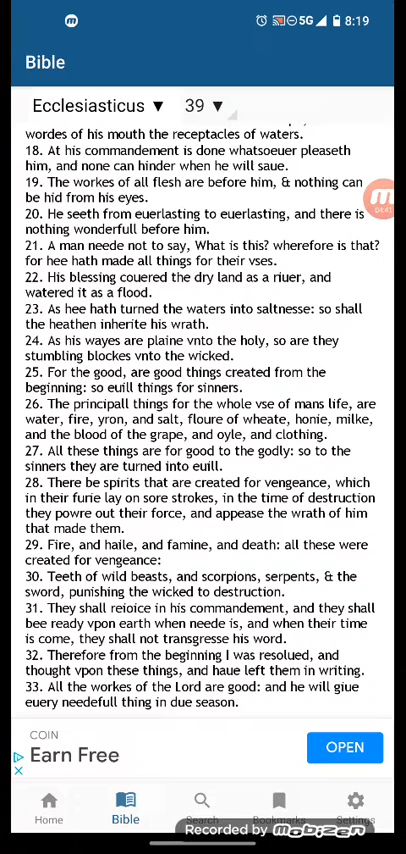 5G 8:19
Bible
Ecclesiasticus ▼ 39 ▼
wordes of his mouth the receptacles of waters.
18. At his commandement is done whatsoeuer pleaseth
him, and none can hinder when he will saue.
19. The workes of all flesh are before him, & nothing can
be hid from his eyes.
04:41
20. He seeth from euerlasting to euerlasting, and there is
nothing wonderfull before him.
21. A man neede not to say, What is this? wherefore is that?
for hee hath made all things for their vses.
22. His blessing couered the dry land as a riuer, and
watered it as a flood.
23. As hee hath turned the waters into saltnesse: so shall
the heathen inherite his wrath.
24. As his wayes are plaine vnto the holy, so are they
stumbling blockes vnto the wicked.
25. For the good, are good things created from the
beginning: so euill things for sinners.
26. The principall things for the whole vse of mans life, are
water, fire, yron, and salt, floure of wheate, honie, milke,
and the blood of the grape, and oyle, and clothing.
27. All these things are for good to the godly: so to the
sinners they are turned into euill.
28. There be spirits that are created for vengeance, which
in their furie lay on sore strokes, in the time of destruction
they powre out their force, and appease the wrath of him
that made them.
29. Fire, and haile, and famine, and death: all these were
created for vengeance:
30. Teeth of wild beasts, and scorpions, serpents, & the
sword, punishing the wicked to destruction.
31. They shall reioice in his commandement, and they shall
bee ready vpon earth when neede is, and when their time
is come, they shall not transgresse his word.
32. Therefore from the beginning I was resolued, and
thought vpon these things, and haue left them in writing.
33. All the workes of the Lord are good: and he will giue
euery needefull thing in due season.
COIN
Earn Free
OPEN
Home Bible Search Bookmarks Settings
Recorded by mobizen